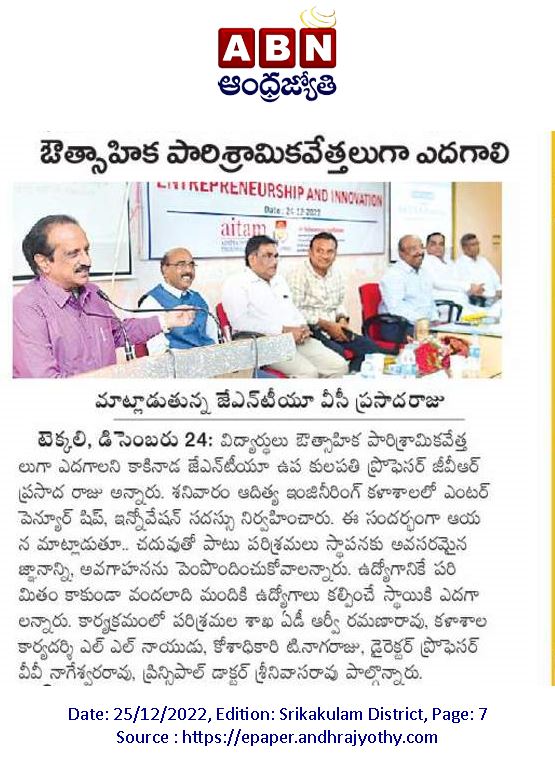 ABN
ఆంధ్రజ్యోతి
ఔత్సాహిక పారిశ్రామికవేత్తలుగా ఎదగాలి
ENTREPRENEURSHIP AND INNOVATION
Date : 24-12-2022
aitam
మాట్లాడుతున్న జేఎన్‌టీయూ వీసీ ప్రసాదరాజు
టెక్కలి, డిసెంబరు 24: విద్యార్థులు ఔత్సాహిక పారిశ్రామికవేత్త
లుగా ఎదగాలని కాకినాడ జేఎన్‌టీయూ ఉప కులపతి ప్రొఫెసర్ జీవీఆర్
ప్రసాద రాజు అన్నారు. శనివారం ఆదిత్య ఇంజినీరింగ్ కళాశాలలో ఎంటర్
పెన్యూర్ షిప్, ఇన్నోవేషన్ సదస్సు నిర్వహించారు. ఈ సందర్భంగా ఆయ
న మాట్లాడుతూ.. చదువుతో పాటు పరిశ్రమలు స్థాపనకు అవసరమైన
జ్ఞానాన్ని, అవగాహనను పెంపొందించుకోవాలన్నారు. ఉద్యోగానికే పరి
మితం కాకుండా వందలాది మందికి ఉద్యోగాలు కల్పించే స్థాయికి ఎదగా
లన్నారు. కార్యక్రమంలో పరిశ్రమల శాఖ ఏడీ ఆర్వీ రమణారావు, కళాశాల
కార్యదర్శి ఎల్ ఎల్ నాయుడు, కోశాధికారి టి.నాగరాజు, డైరెక్టర్ ప్రొఫెసర్
వీవీ నాగేశ్వరరావు, ప్రిన్సిపాల్ డాక్టర్ శ్రీనివాసరావు పాల్గొన్నారు.
Date: 25/12/2022, Edition: Srikakulam District, Page: 7
Source : https://epaper.andhrajyothy.com